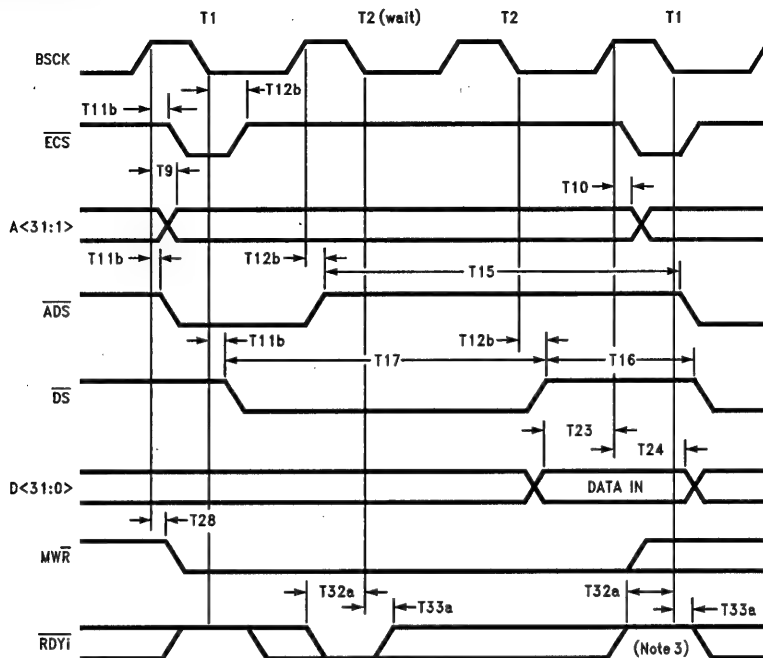 T1 T2 (wait) T2 T1
BSCK
T11b T12b
ECS
T9 T10
A<31:1>
T11b T12b T15
ADS
T11b T17 T12b T16
DS
T23 T24
D<31:0> DATA IN
T28
MWR
T32a T33a T32a T33a
RDYi (Note 3)